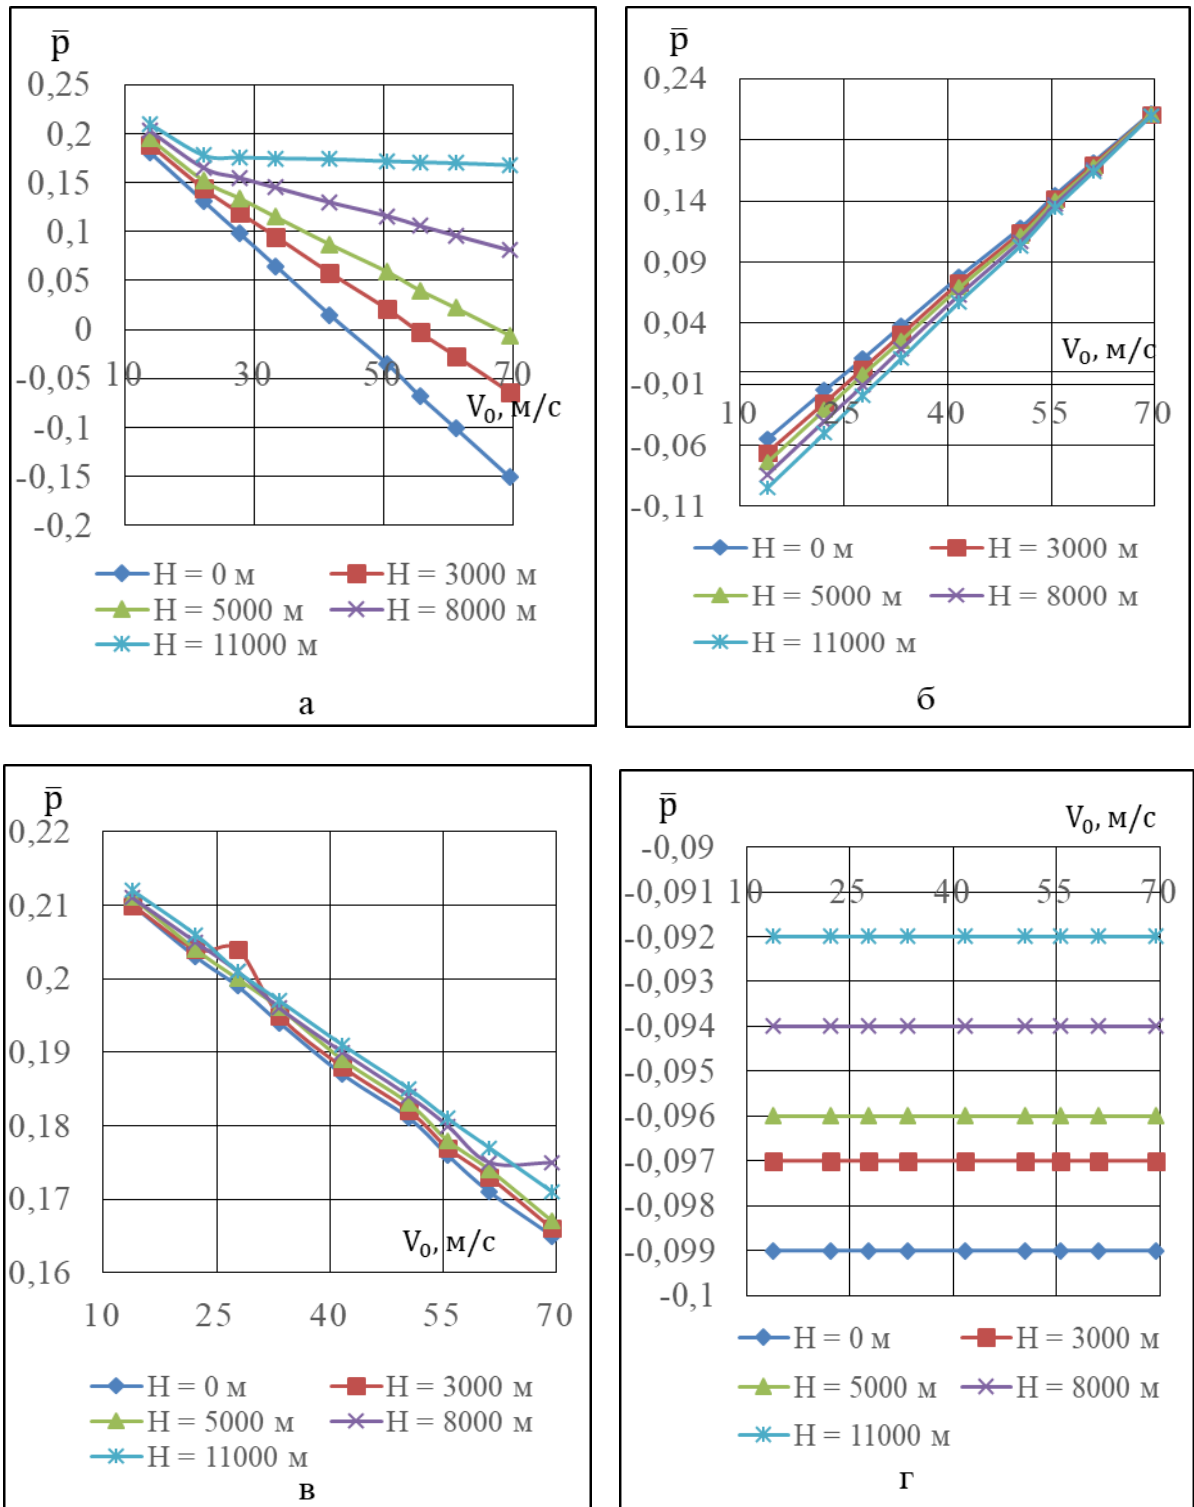 p̅
0,25
0,2
0,15
0,1
0,05
0
-0,05
-0,1
-0,15
-0,2
10 30 50 70
V₀, м/с
H = 0 м H = 3000 м
H = 5000 м H = 8000 м
H = 11000 м
а
p̅
0,24
0,19
0,14
0,09
0,04
-0,01
-0,06
-0,11
V₀, м/с
10 25 40 55 70
H = 0 м H = 3000 м
H = 5000 м H = 8000 м
H = 11000 м
б
p̅
0,22
0,21
0,2
0,19
0,18
0,17
0,16
V₀, м/с
10 25 40 55 70
H = 0 м H = 3000 м
H = 5000 м H = 8000 м
H = 11000 м
в
p̅
V₀, м/с
-0,09
-0,091
-0,092
-0,093
-0,094
-0,095
-0,096
-0,097
-0,098
-0,099
-0,1
10 25 40 55 70
H = 0 м H = 3000 м
H = 5000 м H = 8000 м
H = 11000 м
г